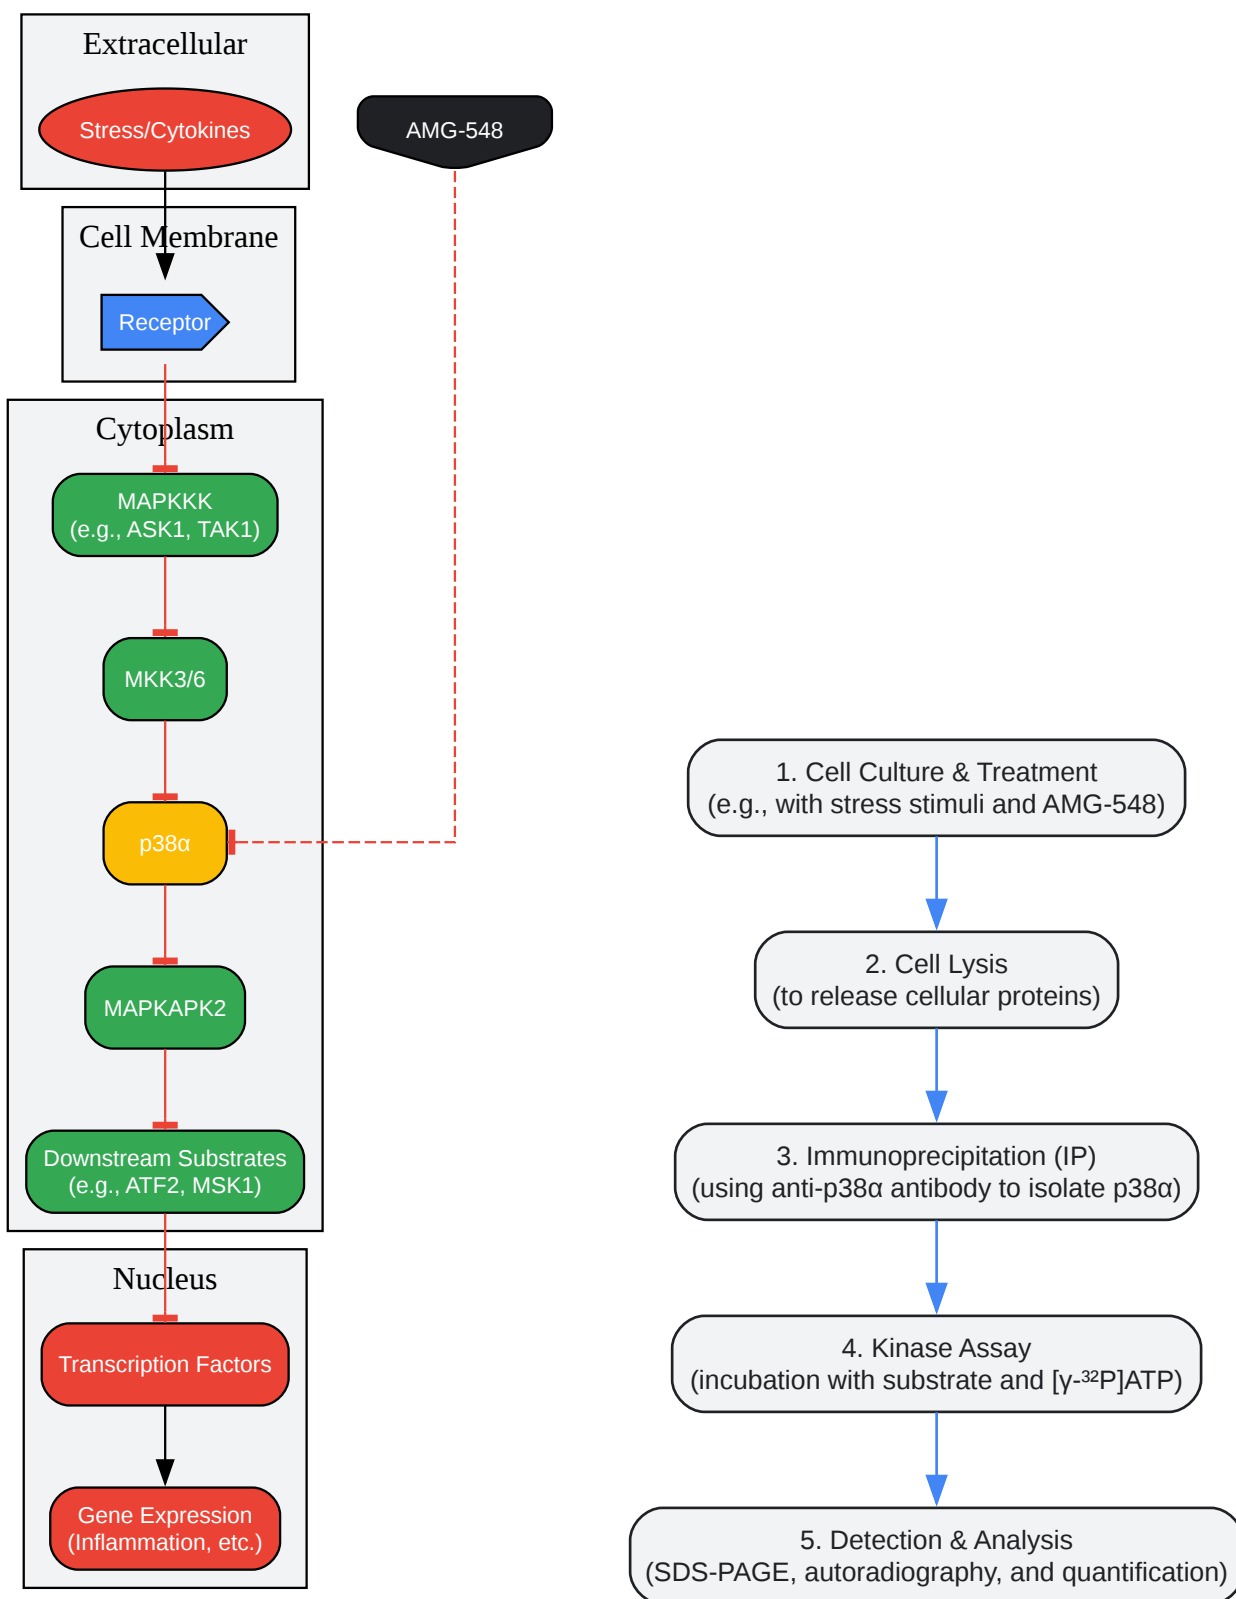 Extracellular
Stress/Cytokines
AMG-548
Cell Membrane
Receptor
Cytoplasm
MAPKKK
(e.g., ASK1, TAK1)
MKK3/6
p38α
MAPKAPK2
Downstream Substrates
(e.g., ATF2, MSK1)
Nucleus
Transcription Factors
Gene Expression
(Inflammation, etc.)
1. Cell Culture & Treatment
(e.g., with stress stimuli and AMG-548)
2. Cell Lysis
(to release cellular proteins)
3. Immunoprecipitation (IP)
(using anti-p38α antibody to isolate p38α)
4. Kinase Assay
(incubation with substrate and [γ-³²P]ATP)
5. Detection & Analysis
(SDS-PAGE, autoradiography, and quantification)